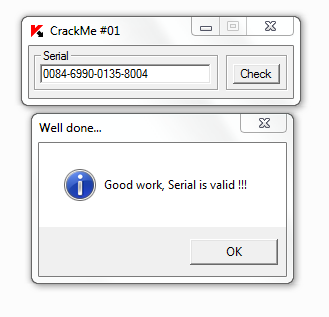 CrackMe #01
Serial
0084-6990-0135-8004
Check
Well done...
Good work, Serial is valid !!!
OK